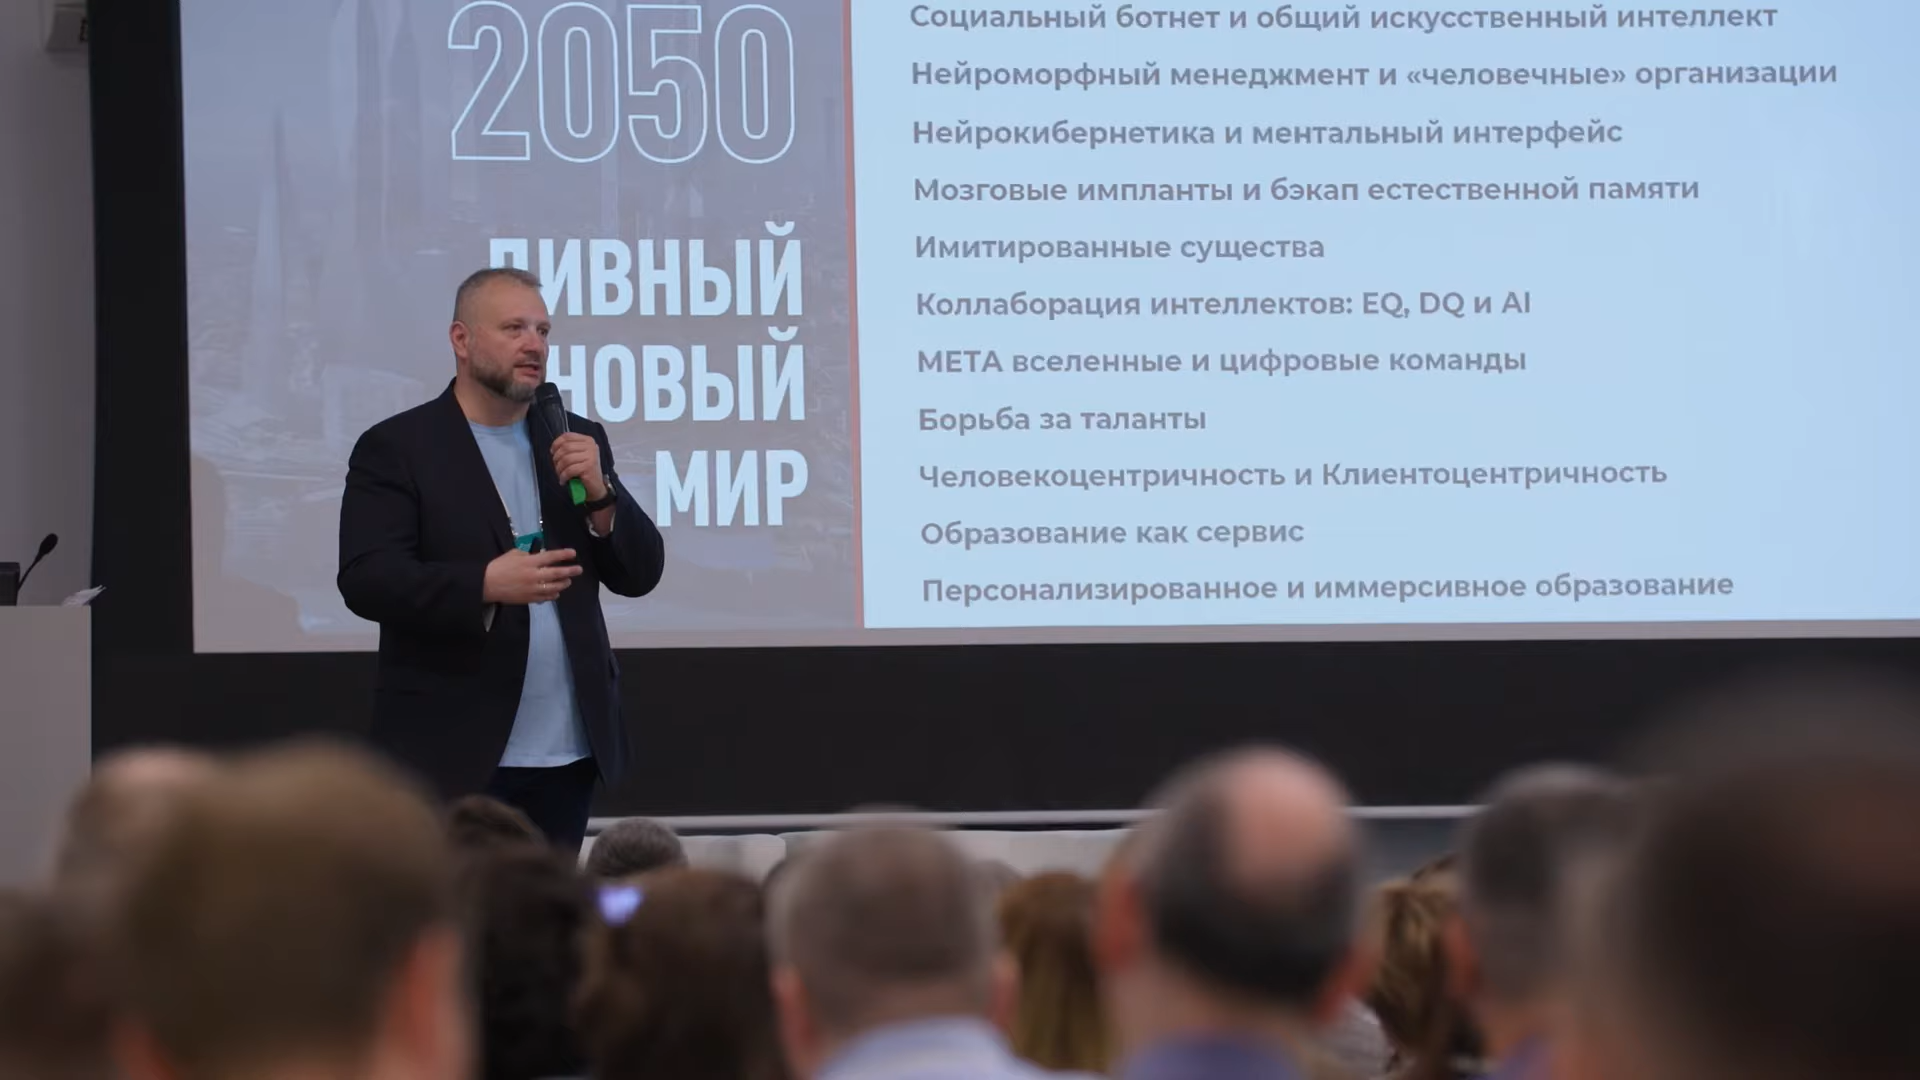 2050
ДИВНЫЙ
НОВЫЙ
МИР
Социальный ботнет и общий искусственный интеллект
Нейроморфный менеджмент и «человечные» организации
Нейрокибернетика и ментальный интерфейс
Мозговые импланты и бэкап естественной памяти
Имитированные существа
Коллаборация интеллектов: EQ, DQ и AI
МЕТА вселенные и цифровые команды
Борьба за таланты
Человекоцентричность и Клиентоцентричность
Образование как сервис
Персонализированное и иммерсивное образование